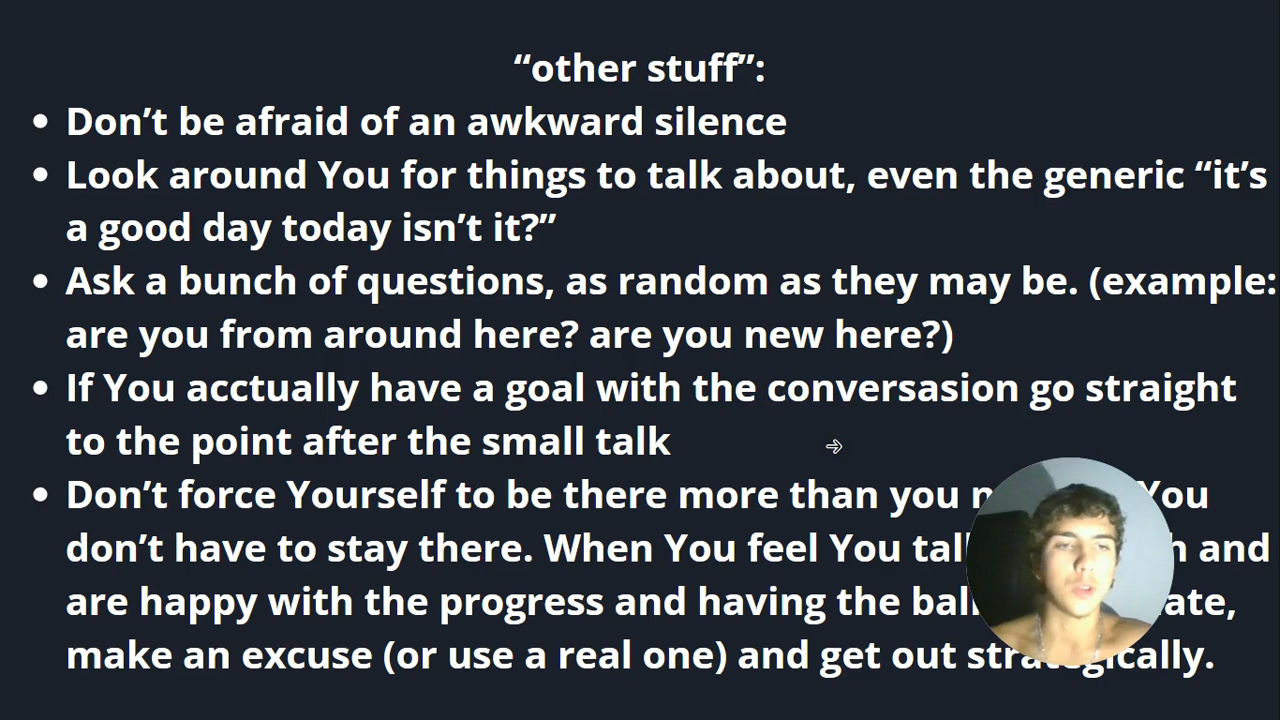 “other stuff”:
• Don’t be afraid of an awkward silence
• Look around You for things to talk about, even the generic “it’s
a good day today isn’t it?”
• Ask a bunch of questions, as random as they may be. (example:
are you from around here? are you new here?)
• If You acctually have a goal with the conversasion go straight
to the point after the small talk
• Don’t force Yourself to be there more than you You
don’t have to stay there. When You feel You and
are happy with the progress and having the
make an excuse (or use a real one) and get out strategically.